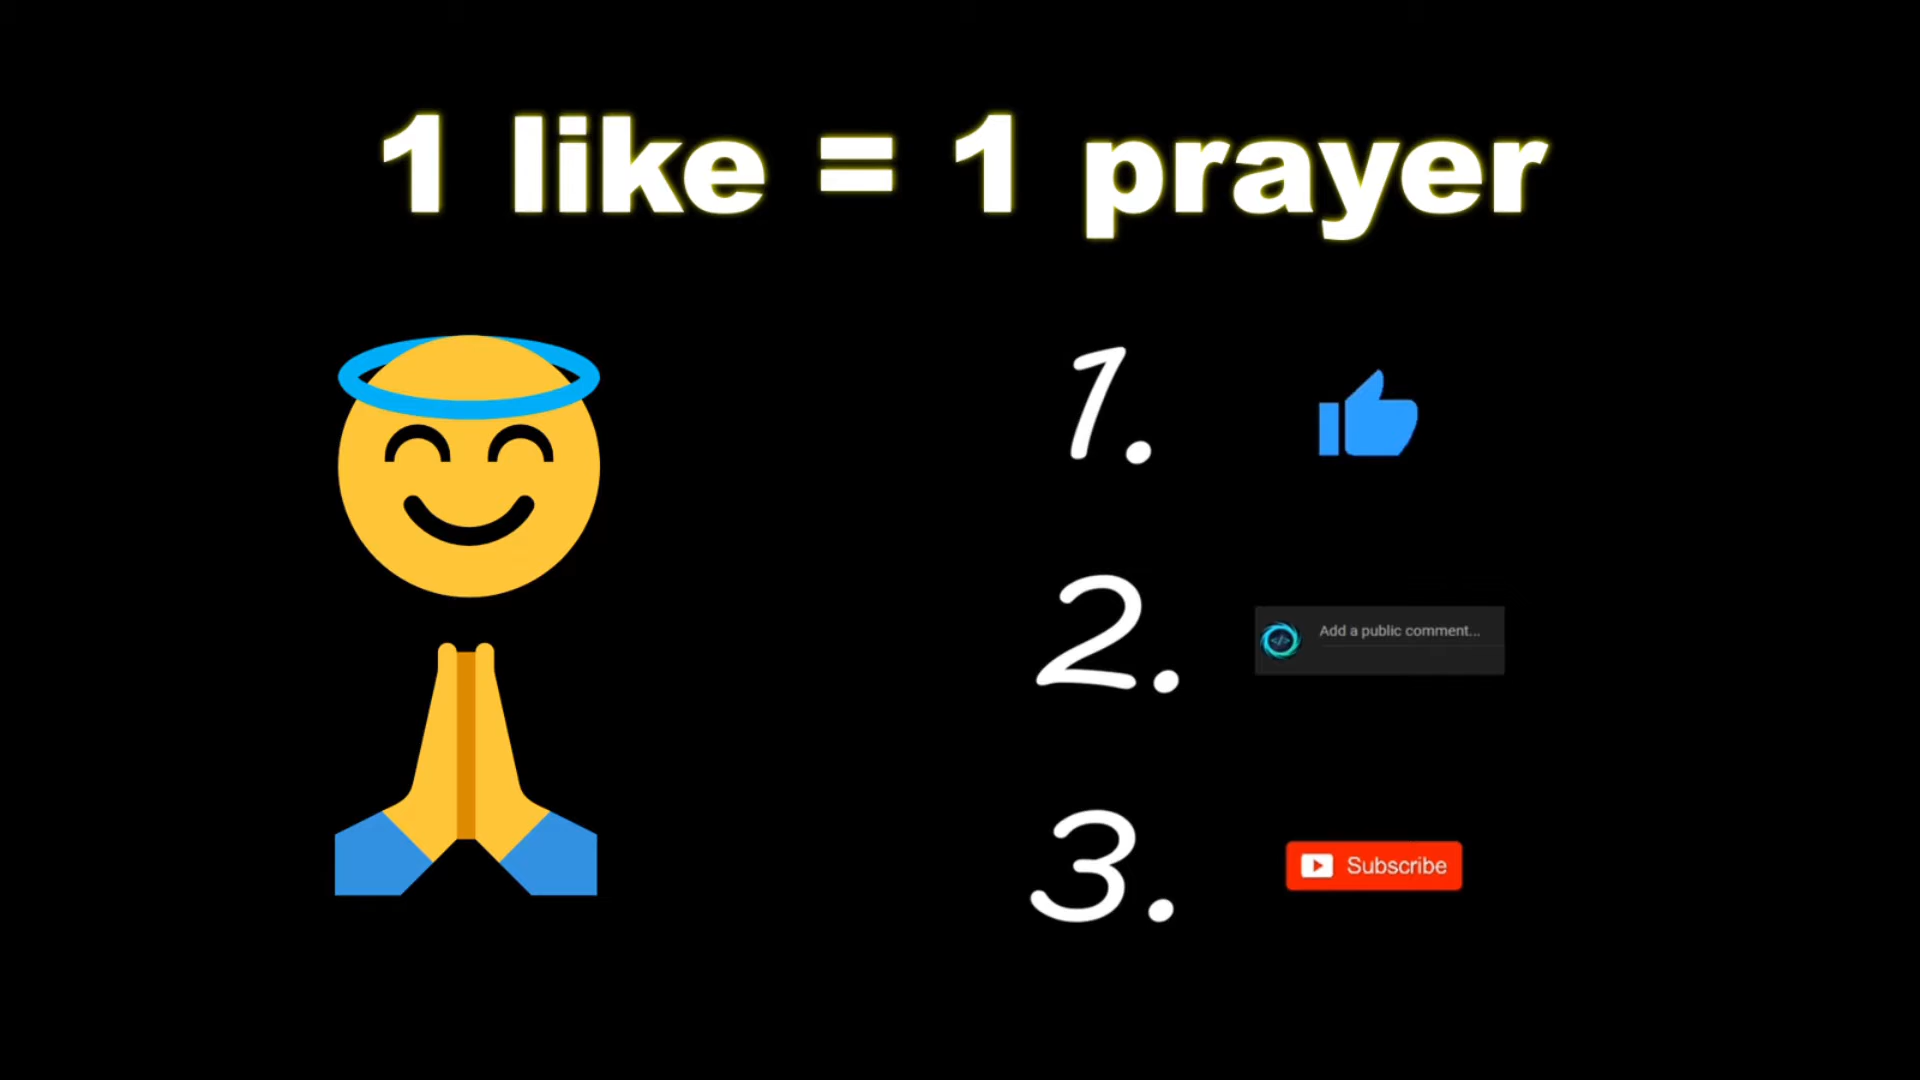 1 like = 1 prayer
1.
2.
Add a public comment...
3.
Subscribe